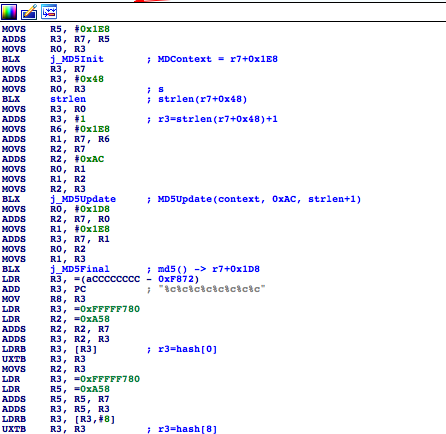 MOVS R5, #0x1E8
ADDS R3, R7, R5
MOVS R0, R3
BLX j_MD5Init ; MDContext = r7+0x1E8
MOVS R3, R7
ADDS R3, #0x48
MOVS R0, R3 ; s
BLX strlen ; strlen(r7+0x48)
MOVS R3, R0
ADDS R3, #1 ; r3=strlen(r7+0x48)+1
MOVS R6, #0x1E8
ADDS R1, R7, R6
MOVS R2, R7
ADDS R2, #0xAC
MOVS R0, R1
MOVS R1, R2
MOVS R2, R3
BLX j_MD5Update ; MD5Update(context, 0xAC, strlen+1)
MOVS R0, #0x1D8
ADDS R2, R7, R0
MOVS R1, #0x1E8
ADDS R3, R7, R1
MOVS R0, R2
MOVS R1, R3
BLX j_MD5Final ; md5() -> r7+0x1D8
LDR R3, =(aCCCCCCCC - 0xF872)
ADD R3, PC ; "%c%c%c%c%c%c%c%c"
MOV R8, R3
LDR R3, =0xFFFFF780
LDR R2, =0xA58
ADDS R2, R2, R7
ADDS R3, R2, R3
LDRB R3, [R3] ; r3=hash[0]
UXTB R3, R3
MOVS R2, R3
LDR R3, =0xFFFFF780
LDR R5, =0xA58
ADDS R5, R5, R7
ADDS R3, R5, R3
LDRB R3, [R3,#8]
UXTB R3, R3 ; r3=hash[8]